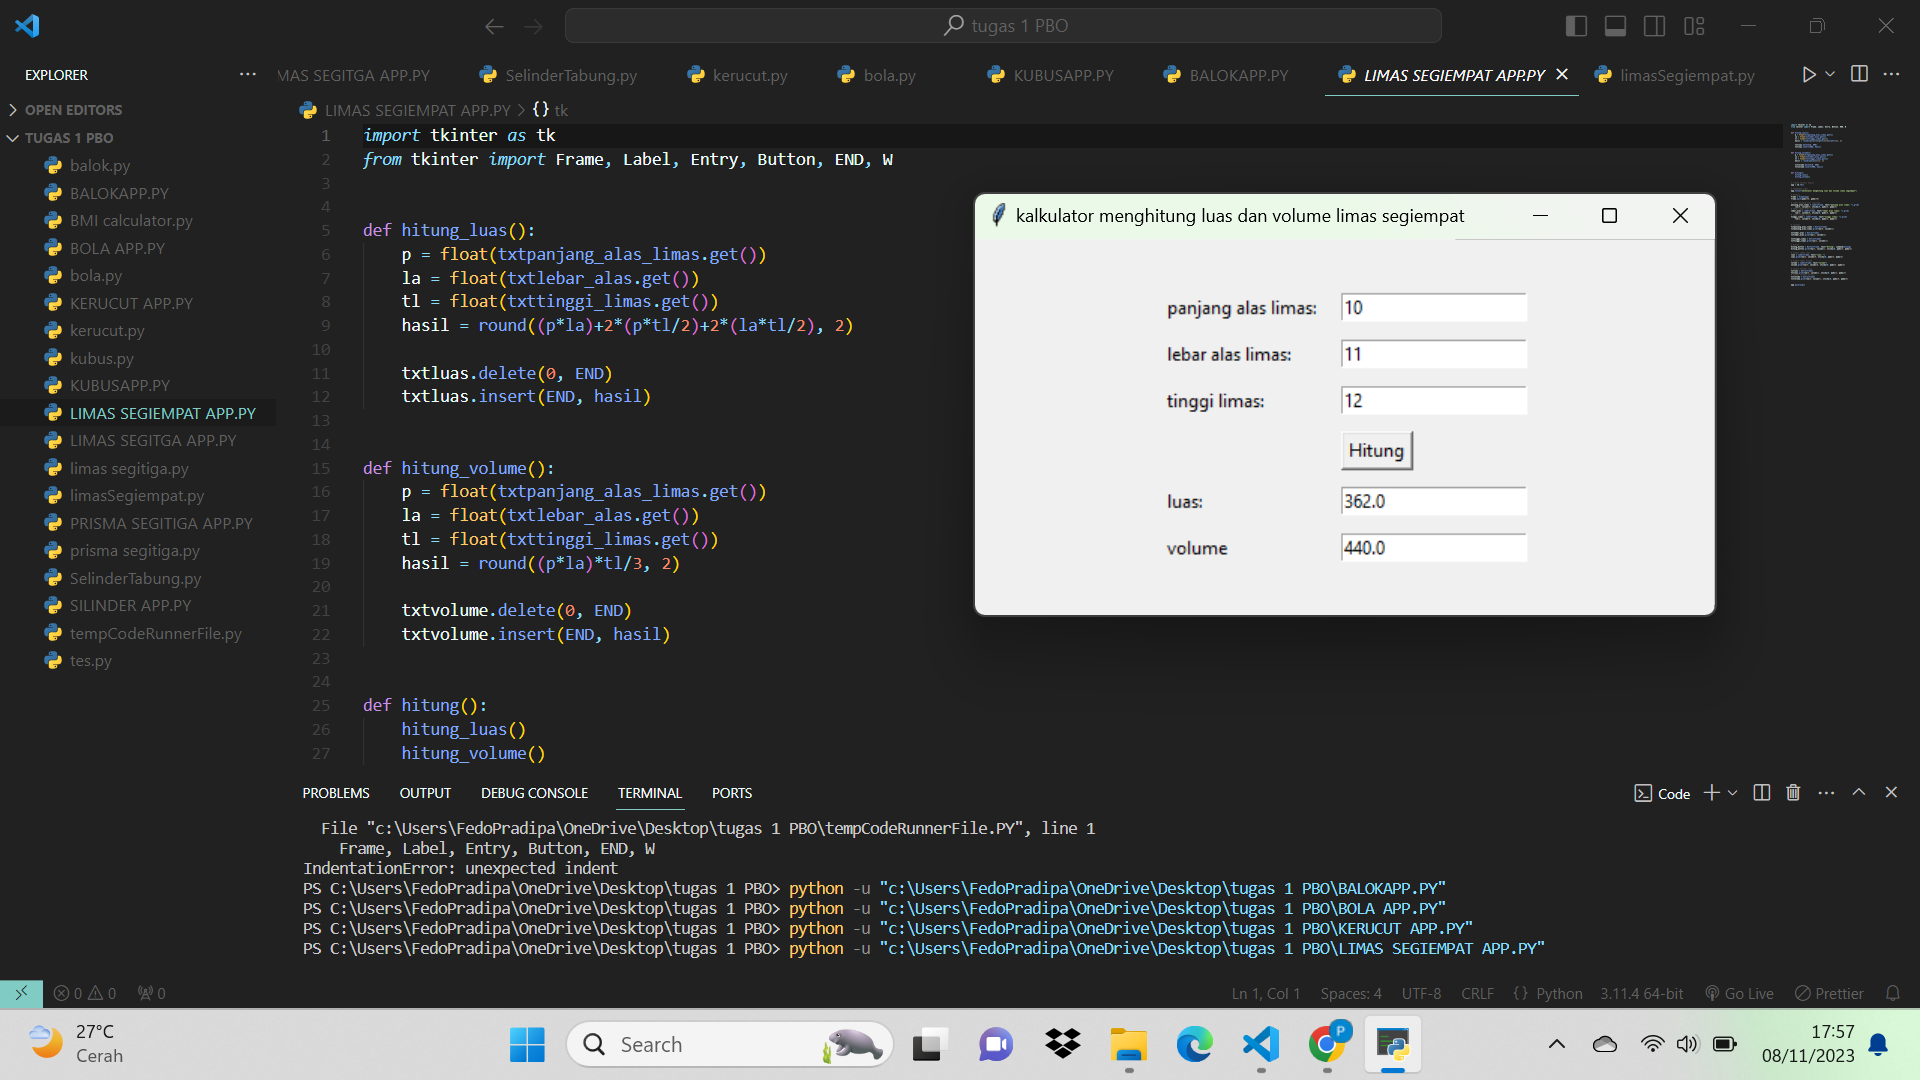 tugas 1 PBO
EXPLORER
MAS SEGITGA APP.PY
SelinderTabung.py
kerucut.py
bola.py
KUBUSAPP.PY
BALOKAPP.PY
LIMAS SEGIEMPAT APP.PY
limasSegiempat.py
OPEN EDITORS
TUGAS 1 PBO
balok.py
BALOKAPP.PY
BMI calculator.py
BOLA APP.PY
bola.py
KERUCUT APP.PY
kerucut.py
kubus.py
KUBUSAPP.PY
LIMAS SEGIEMPAT APP.PY
LIMAS SEGITGA APP.PY
limas segitiga.py
limasSegiempat.py
PRISMA SEGITIGA APP.PY
prisma segitiga.py
SelinderTabung.py
SILINDER APP.PY
tempCodeRunnerFile.py
tes.py
LIMAS SEGIEMPAT APP.PY > {} tk
1 import tkinter as tk
2 from tkinter import Frame, Label, Entry, Button, END, W
3
4
5 def hitung_luas():
6     p = float(txtpanjang_alas_limas.get())
7     la = float(txtlebar_alas.get())
8     tl = float(txttinggi_limas.get())
9     hasil = round((p*la)+2*(p*tl/2)+2*(la*tl/2), 2)
10
11     txtluas.delete(0, END)
12     txtluas.insert(END, hasil)
13
14
15 def hitung_volume():
16     p = float(txtpanjang_alas_limas.get())
17     la = float(txtlebar_alas.get())
18     tl = float(txttinggi_limas.get())
19     hasil = round((p*la)*tl/3, 2)
20
21     txtvolume.delete(0, END)
22     txtvolume.insert(END, hasil)
23
24
25 def hitung():
26     hitung_luas()
27     hitung_volume()
kalkulator menghitung luas dan volume limas segiempat
panjang alas limas: 10
lebar alas limas: 11
tinggi limas: 12
Hitung
luas: 362.0
volume 440.0
PROBLEMS OUTPUT DEBUG CONSOLE TERMINAL PORTS
Code
File "c:\Users\FedoPradipa\OneDrive\Desktop\tugas 1 PBO\tempCodeRunnerFile.PY", line 1
Frame, Label, Entry, Button, END, W
IndentationError: unexpected indent
PS C:\Users\FedoPradipa\OneDrive\Desktop\tugas 1 PBO> python -u "c:\Users\FedoPradipa\OneDrive\Desktop\tugas 1 PBO\BALOKAPP.PY"
PS C:\Users\FedoPradipa\OneDrive\Desktop\tugas 1 PBO> python -u "c:\Users\FedoPradipa\OneDrive\Desktop\tugas 1 PBO\BOLA APP.PY"
PS C:\Users\FedoPradipa\OneDrive\Desktop\tugas 1 PBO> python -u "c:\Users\FedoPradipa\OneDrive\Desktop\tugas 1 PBO\KERUCUT APP.PY"
PS C:\Users\FedoPradipa\OneDrive\Desktop\tugas 1 PBO> python -u "c:\Users\FedoPradipa\OneDrive\Desktop\tugas 1 PBO\LIMAS SEGIEMPAT APP.PY"
0 0 0
Ln 1, Col 1 Spaces: 4 UTF-8 CRLF {} Python 3.11.4 64-bit Go Live Prettier
27°C
Cerah
Search
P
17:57
08/11/2023